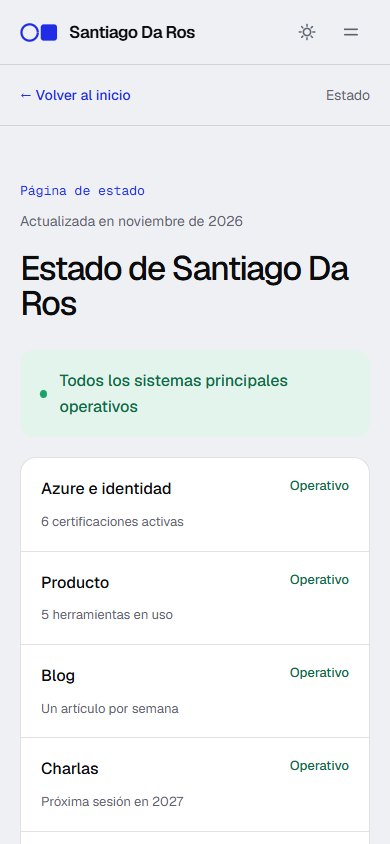 Santiago Da Ros
← Volver al inicio
Estado
Página de estado
Actualizada en noviembre de 2026
Estado de Santiago Da
Ros
Todos los sistemas principales
operativos
Azure e identidad
Operativo
6 certificaciones activas
Producto
Operativo
5 herramientas en uso
Blog
Operativo
Un artículo por semana
Charlas
Operativo
Próxima sesión en 2027